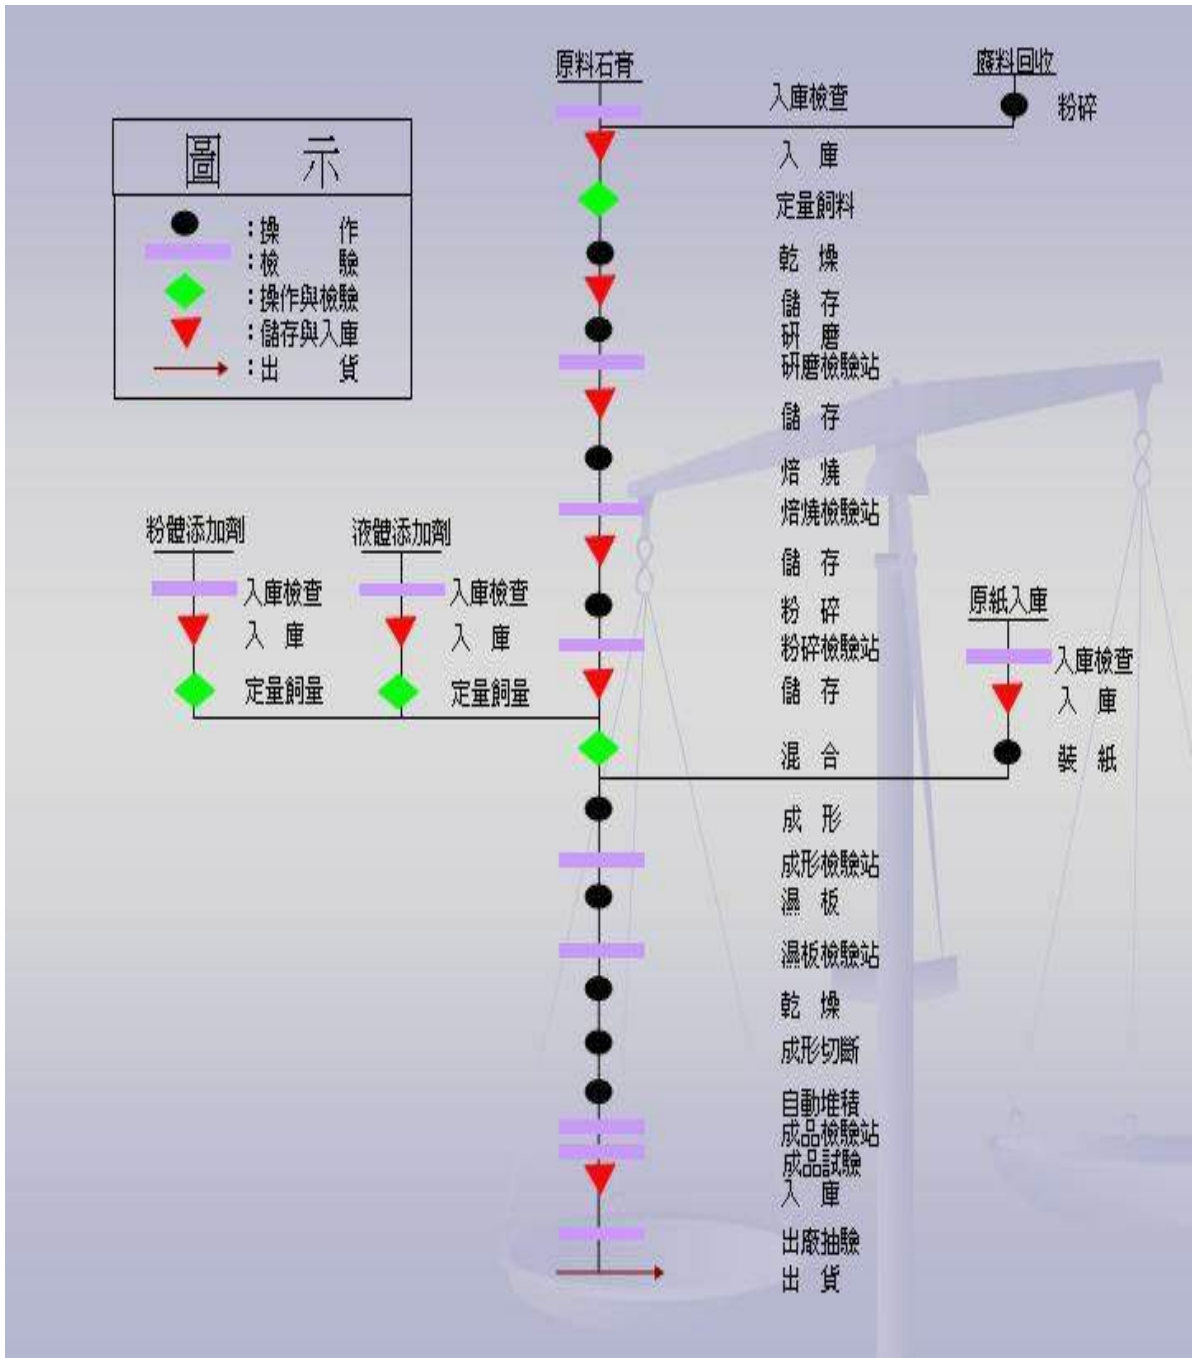 原料石膏
廢料回收
入庫檢查
粉碎
入 庫
定量飼料
乾 燥
儲 存
研 磨
研磨檢驗站
儲 存
焙 燒
焙燒檢驗站
儲 存
粉 碎
粉碎檢驗站
儲 存
混 合
成 形
成形檢驗站
濕 板
濕板檢驗站
乾 燥
成形切斷
自動堆積
成品檢驗站
成品試驗
入 庫
出廠抽驗
出 貨
圖 示
:操 作
:檢 驗
:操作與檢驗
:儲存與入庫
:出 貨
粉體添加劑
入庫檢查
入 庫
定量飼量
液體添加劑
入庫檢查
入 庫
定量飼量
原紙入庫
入庫檢查
入 庫
裝 紙